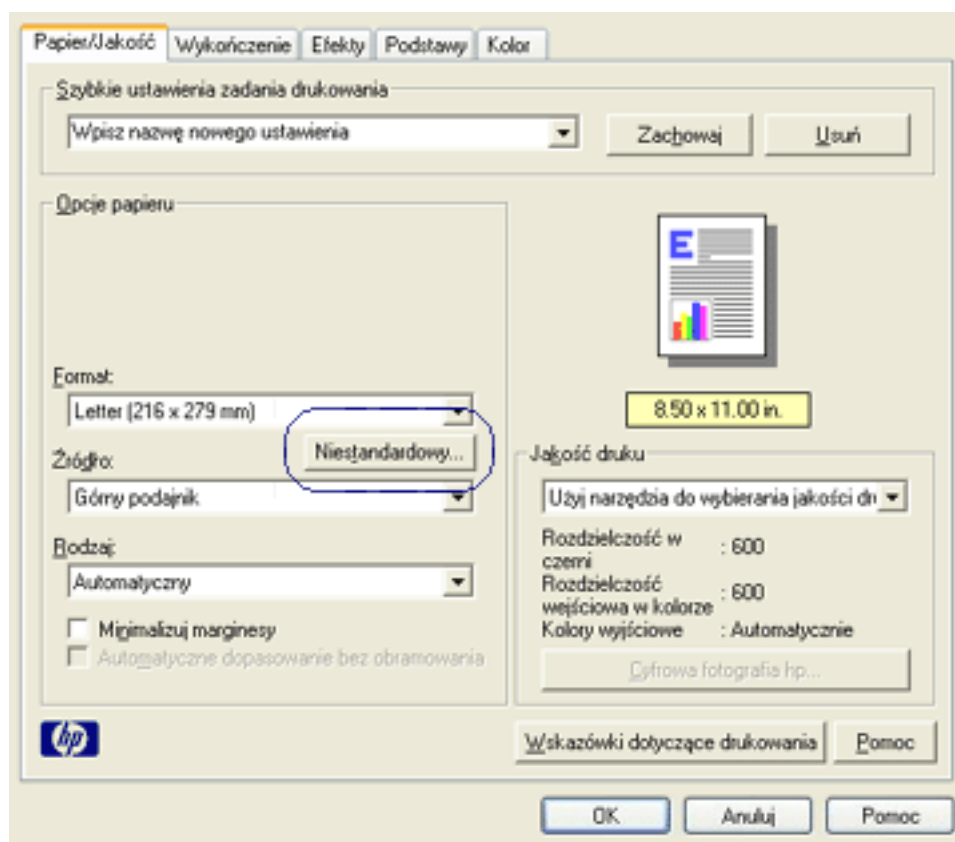 Papier/Jakość Wykończenie Efekty Podstawy Kolor
Szybkie ustawienia zadania drukowania
Wpisz nazwę nowego ustawienia
Zachowaj
Usuń
Opcje papieru
E
Format:
Letter (216 x 279 mm)
8.50 x 11.00 in.
Niestandardowy...
Źródło:
Górny podajnik
Rodzaj:
Automatyczny
Minimalizuj marginesy
Automatyczne dopasowanie bez obramowania
Jakość druku
Użyj narzędzia do wybierania jakości dr
Rozdzielczość w
czerni : 600
Rozdzielczość
wejściowa w kolorze : 600
Kolory wyjściowe : Automatycznie
Cyfrowa fotografia hp...
hp
Wskazówki dotyczące drukowania
Pomoc
OK
Anuluj
Pomoc